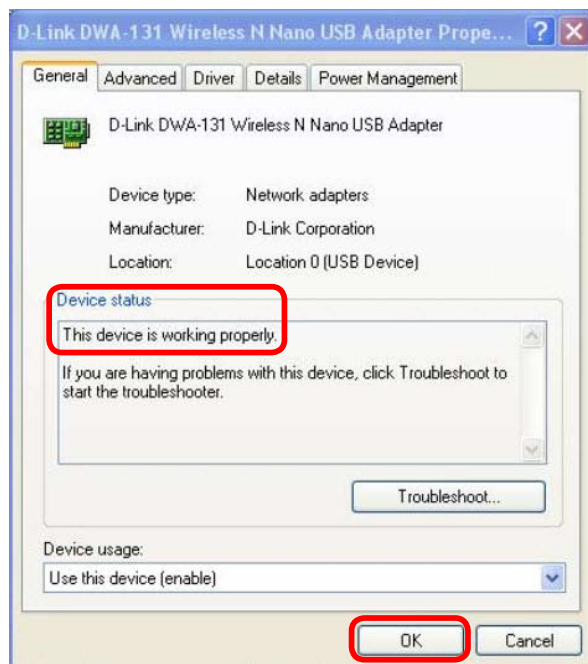 D-Link DWA-131 Wireless N Nano USB Adapter Prope...
General Advanced Driver Details Power Management
D-Link DWA-131 Wireless N Nano USB Adapter
Device type: Network adapters
Manufacturer: D-Link Corporation
Location: Location 0 (USB Device)
Device status
This device is working properly.
If you are having problems with this device, click Troubleshoot to
start the troubleshooter.
Troubleshoot...
Device usage:
Use this device (enable)
OK Cancel